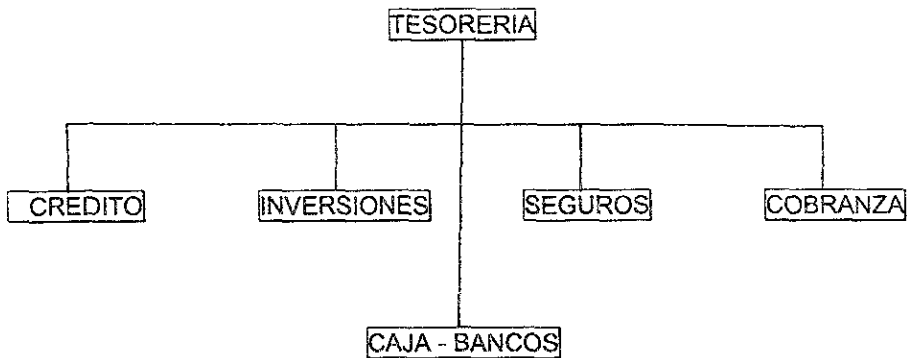 TESORERIA
CREDITO
INVERSIONES
SEGUROS
COBRANZA
CAJA - BANCOS